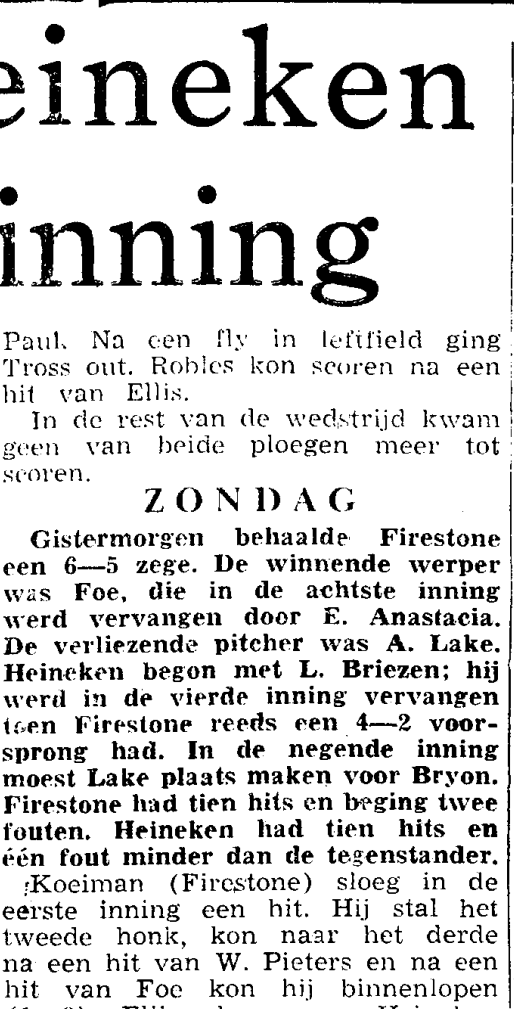 eineken
inning
Paul. Na een fly in leftfield ging
Tross out. Robles kon scoren na een
hit van Ellis.
In de rest van de wedstrijd kwam
geen van beide ploegen meer tot
scoren.
ZONDAG
Gistermorgen behaalde Firestone
een 6—5 zege. De winnende werper
was Foe, die in de achtste inning
werd vervangen door E. Anastacia.
De verliezende pitcher was A. Lake.
Heineken begon met L. Briezen; hij
werd in de vierde inning vervangen
toen Firestone reeds een 4—2 voor-
sprong had. In de negende inning
moest Lake plaats maken voor Bryon.
Firestone had tien hits en beging twee
fouten. Heineken had tien hits en
één fout minder dan de tegenstander.
Koeiman (Firestone) sloeg in de
eerste inning een hit. Hij stal het
tweede honk, kon naar het derde
na een hit van W. Pieters en na een
hit van Foe kon hij binnenlopen